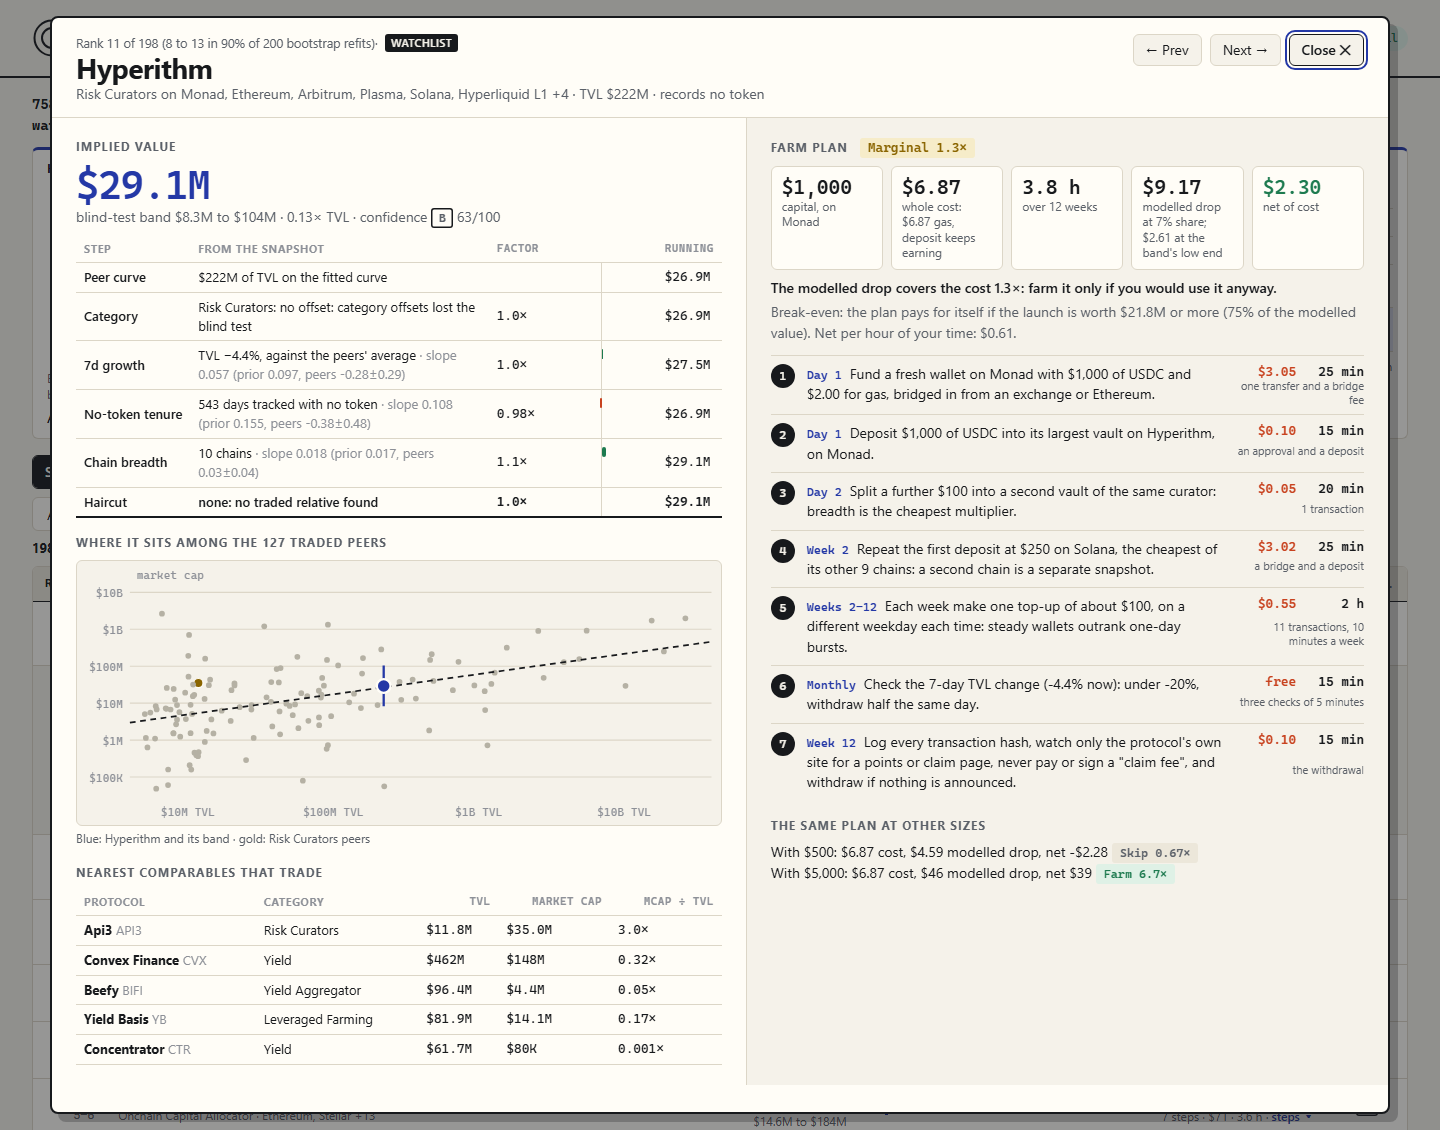 Rank 11 of 198 (8 to 13 in 90% of 200 bootstrap refits)· WATCHLIST
← Prev
Next →
Close ✕
Hyperithm
Risk Curators on Monad, Ethereum, Arbitrum, Plasma, Solana, Hyperliquid L1 +4 · TVL $222M · records no token
IMPLIED VALUE
$29.1M
blind-test band $8.3M to $104M · 0.13× TVL · confidence B 63/100
STEP FROM THE SNAPSHOT FACTOR RUNNING
Peer curve $222M of TVL on the fitted curve $26.9M
Category Risk Curators: no offset: category offsets lost the blind test 1.0× $26.9M
7d growth TVL −4.4%, against the peers' average · slope 0.057 (prior 0.097, peers -0.28±0.29) 1.0× $27.5M
No-token tenure 543 days tracked with no token · slope 0.108 (prior 0.155, peers -0.38±0.48) 0.98× $26.9M
Chain breadth 10 chains · slope 0.018 (prior 0.017, peers 0.03±0.04) 1.1× $29.1M
Haircut none: no traded relative found 1.0× $29.1M
WHERE IT SITS AMONG THE 127 TRADED PEERS
market cap
$10B
$1B
$100M
$10M
$1M
$100K
$10M TVL $100M TVL $1B TVL $10B TVL
Blue: Hyperithm and its band · gold: Risk Curators peers
NEAREST COMPARABLES THAT TRADE
PROTOCOL CATEGORY TVL MARKET CAP MCAP ÷ TVL
Api3 API3 Risk Curators $11.8M $35.0M 3.0×
Convex Finance CVX Yield $462M $148M 0.32×
Beefy BIFI Yield Aggregator $96.4M $4.4M 0.05×
Yield Basis YB Leveraged Farming $81.9M $14.1M 0.17×
Concentrator CTR Yield $61.7M $80K 0.001×
FARM PLAN Marginal 1.3×
$1,000
capital, on
Monad
$6.87
whole cost:
$6.87 gas,
deposit keeps
earning
3.8 h
over 12 weeks
$9.17
modelled drop
at 7% share;
$2.61 at the
band's low end
$2.30
net of cost
The modelled drop covers the cost 1.3×: farm it only if you would use it anyway.
Break-even: the plan pays for itself if the launch is worth $21.8M or more (75% of the modelled
value). Net per hour of your time: $0.61.
1 Day 1 Fund a fresh wallet on Monad with $1,000 of USDC and
$2.00 for gas, bridged in from an exchange or Ethereum.
$3.05 25 min
one transfer and a bridge
fee
2 Day 1 Deposit $1,000 of USDC into its largest vault on Hyperithm,
on Monad.
$0.10 15 min
an approval and a deposit
3 Day 2 Split a further $100 into a second vault of the same curator:
breadth is the cheapest multiplier.
$0.05 20 min
1 transaction
4 Week 2 Repeat the first deposit at $250 on Solana, the cheapest of
its other 9 chains: a second chain is a separate snapshot.
$3.02 25 min
a bridge and a deposit
5 Weeks 2–12 Each week make one top-up of about $100, on a
different weekday each time: steady wallets outrank one-day
bursts.
$0.55 2 h
11 transactions, 10
minutes a week
6 Monthly Check the 7-day TVL change (-4.4% now): under -20%,
withdraw half the same day.
free 15 min
three checks of 5 minutes
7 Week 12 Log every transaction hash, watch only the protocol's own
site for a points or claim page, never pay or sign a "claim fee", and
withdraw if nothing is announced.
$0.10 15 min
the withdrawal
THE SAME PLAN AT OTHER SIZES
With $500: $6.87 cost, $4.59 modelled drop, net -$2.28 Skip 0.67×
With $5,000: $6.87 cost, $46 modelled drop, net $39 Farm 6.7×
Onchain Capital Allocator · Ethereum, Stellar +13
$14.6M to $184M
7 steps · $71 · 3.6 h · steps